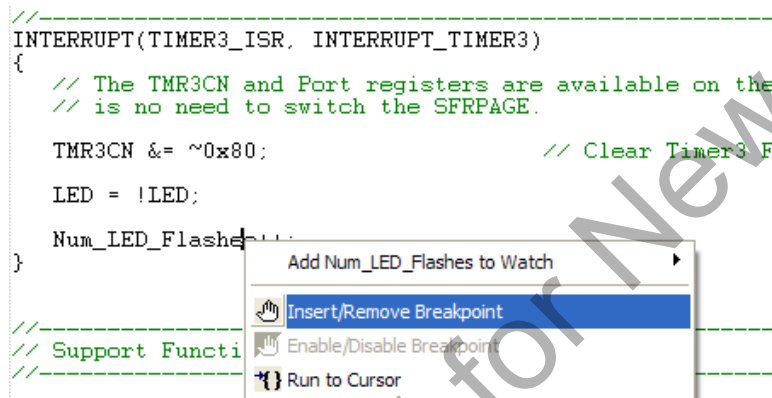 //
INTERRUPT(TIMER3_ISR, INTERRUPT_TIMER3)
{
// The TMR3CN and Port registers are available on the
// is no need to switch the SFRPAGE.
TMR3CN &= ~0x80; // Clear Timer3 F
LED = !LED;
Num_LED_Flashes++;
}
Add Num_LED_Flashes to Watch
Insert/Remove Breakpoint
//
// Support Functi
Enable/Disable Breakpoint
//
Run to Cursor
for New